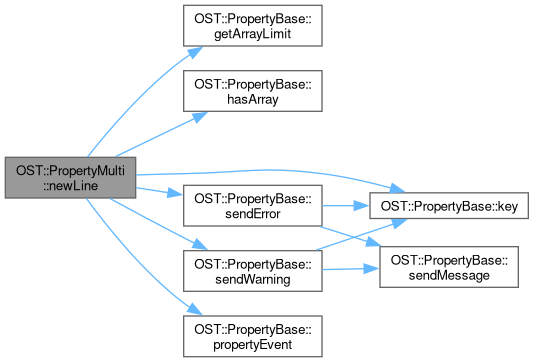 OST::PropertyBase::
getArrayLimit
OST::PropertyBase::
hasArray
OST::PropertyMulti
::newLine
OST::PropertyBase::
sendError
OST::PropertyBase::key
OST::PropertyBase::
sendWarning
OST::PropertyBase::
sendMessage
OST::PropertyBase::
propertyEvent